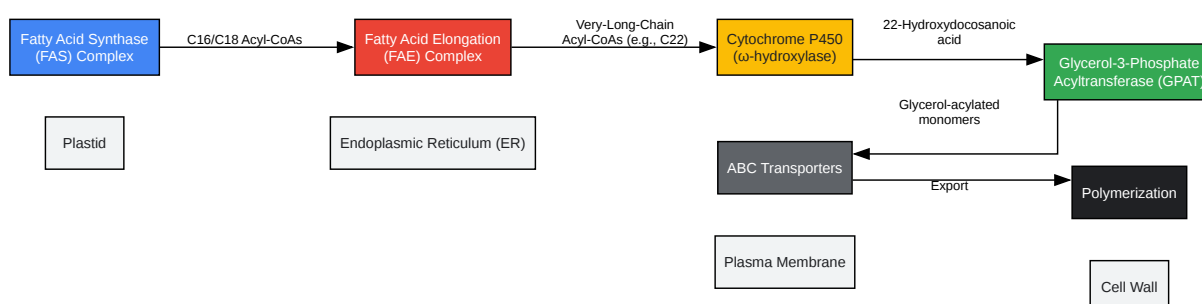 Fatty Acid Synthase
(FAS) Complex
C16/C18 Acyl-CoAs
Fatty Acid Elongation
(FAE) Complex
Very-Long-Chain
Acyl-CoAs (e.g., C22)
Cytochrome P450
(ω-hydroxylase)
22-Hydroxydocosanoic
acid
Glycerol-3-Phosphate
Acyltransferase (GPAT)
Glycerol-acylated
monomers
Plastid
Endoplasmic Reticulum (ER)
ABC Transporters
Export
Polymerization
Plasma Membrane
Cell Wall